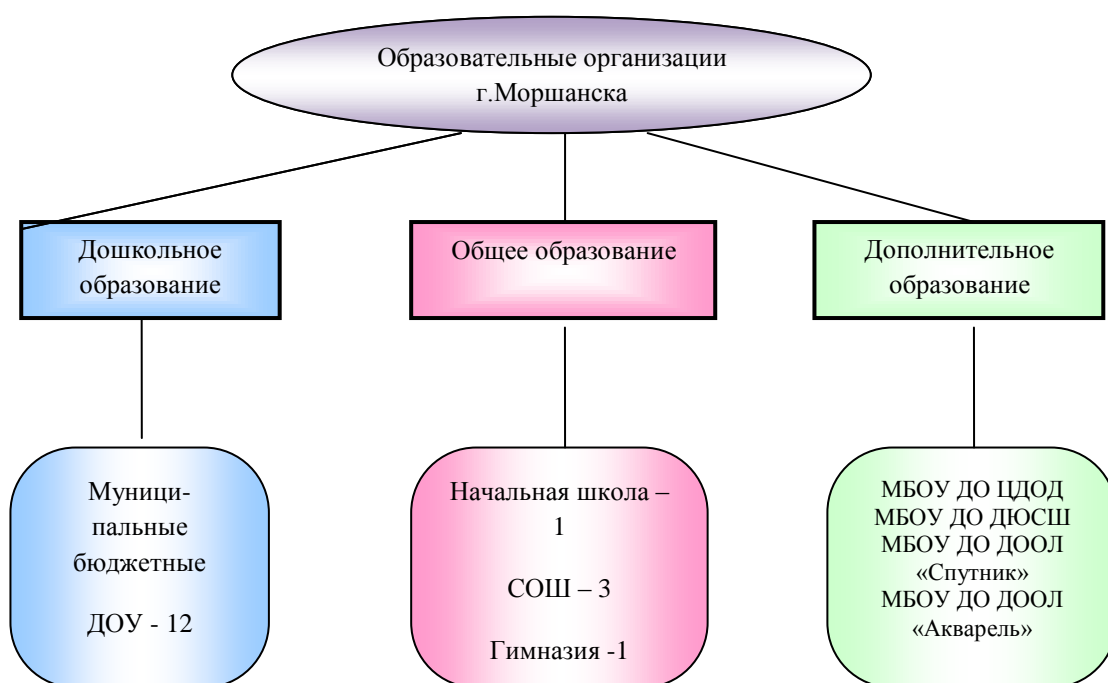 Образовательные организации
г.Моршанска
Дошкольное
образование
Общее образование
Дополнительное
образование
Муници-
пальные
бюджетные
ДОУ - 12
Начальная школа –
1
СОШ – 3
Гимназия -1
МБОУ ДО ЦДОД
МБОУ ДО ДЮСШ
МБОУ ДО ДООЛ
«Спутник»
МБОУ ДО ДООЛ
«Акварель»